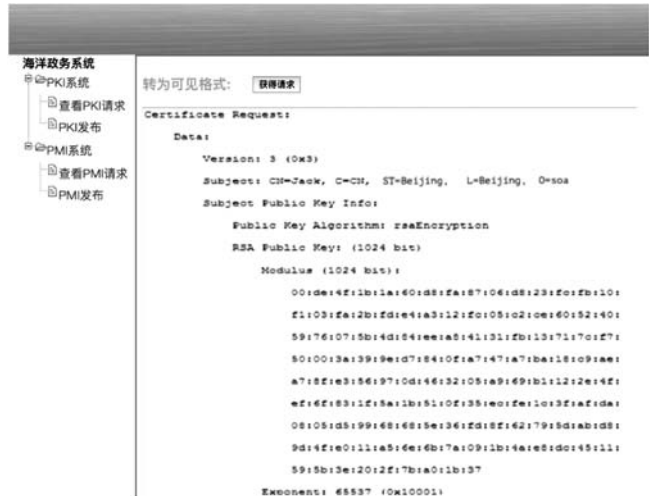 海洋政务系统
PKI系统
查看PKI请求
PKI发布
PMI系统
查看PMI请求
PMI发布
转为可见格式: 获得请求
Certificate Request:
Data:
Version: 3 (0x3)
Subject: CN=Jack, C=CN, ST=Beijing, L=Beijing, O=soa
Subject Public Key Info:
Public Key Algorithm: rsaEncryption
RSA Public Key: (1024 bit)
Modulus (1024 bit):
00:de:4f:1b:1a:60:d8:fa:87:06:d8:23:fc:fb:10:
f1:03:fa:2b:fd:e4:a3:12:fc:05:c2:ce:60:52:40:
59:76:07:5b:4d:84:ee:a8:41:31:fb:13:71:7c:f7:
50:00:3a:39:9e:d7:84:0f:a7:47:a7:ba:18:c9:ae:
a7:8f:e3:56:97:0d:46:32:05:a9:69:b1:12:2e:4f:
ef:6f:83:1f:5a:1b:51:0f:35:ec:fe:1c:3f:af:da:
08:05:d5:99:68:68:5e:36:fd:8f:62:79:5d:ab:d8:
9d:4f:e0:11:a5:6e:6b:7a:09:1b:4a:e8:dc:45:11:
59:5b:3e:20:2f:7b:a0:1b:37
Exponent: 65537 (0x10001)